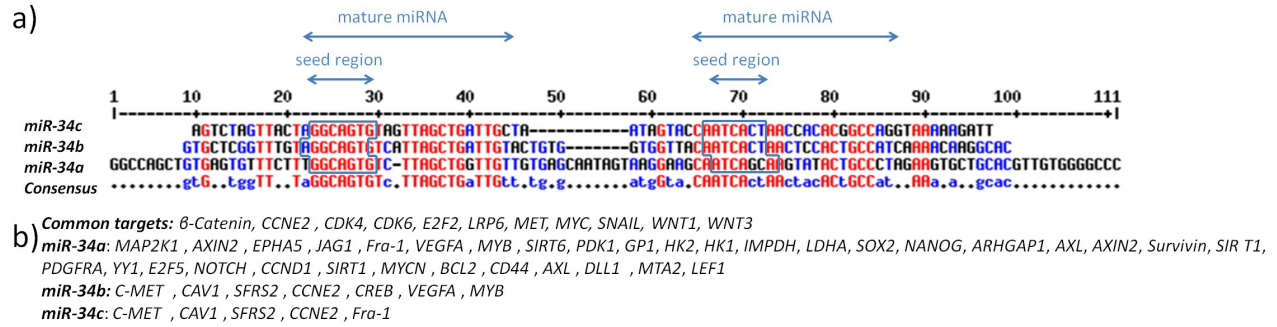 a)
mature miRNA mature miRNA
seed region seed region
1 10 20 30 40 50 60 70 80 90 100 111
miR-34c AGTCTAGTTACTAGGCAGTGTAGTTAGCTGATTGCTA----------ATAGTACCAATCACTAACCACACGGCCAGGTAAAAAGATT
miR-34b GTGCTCGGTTTGTAGGCAGTGTCATTAGCTGATTGTACTGTG-------GTGGTTACAATCACTAACTCCACTGCCATCAAAACAAGGCAC
miR-34a GGCCAGCTGTGAGTGTTTCTTTGGCAGTGTC-TTAGCTGGTTGTTGTGAGCAATAGTAAGGAAGCAATCAGCAAGTATACTGCCCTAGAAGTGCTGCACGTTGTGGGGCCC
Consensus ........gtG..tggTT..TaGGCAGTGTc.TTAGCTGaTTGtt.tg.g.......atgGta.CAATCActAActacACtGCCat..AAa.a..gcac...........
b)
Common targets: β-Catenin, CCNE2 , CDK4, CDK6, E2F2, LRP6, MET, MYC, SNAIL, WNT1, WNT3
miR-34a: MAP2K1 , AXIN2 , EPHA5 , JAG1 , Fra-1, VEGFA , MYB , SIRT6, PDK1, GP1, HK2, HK1, IMPDH, LDHA, SOX2, NANOG, ARHGAP1, AXL, AXIN2, Survivin, SIR T1,
PDGFRA, YY1, E2F5, NOTCH , CCND1 , SIRT1 , MYCN , BCL2 , CD44 , AXL , DLL1 , MTA2, LEF1
miR-34b: C-MET , CAV1 , SFRS2 , CCNE2 , CREB , VEGFA , MYB
miR-34c: C-MET , CAV1 , SFRS2 , CCNE2 , Fra-1